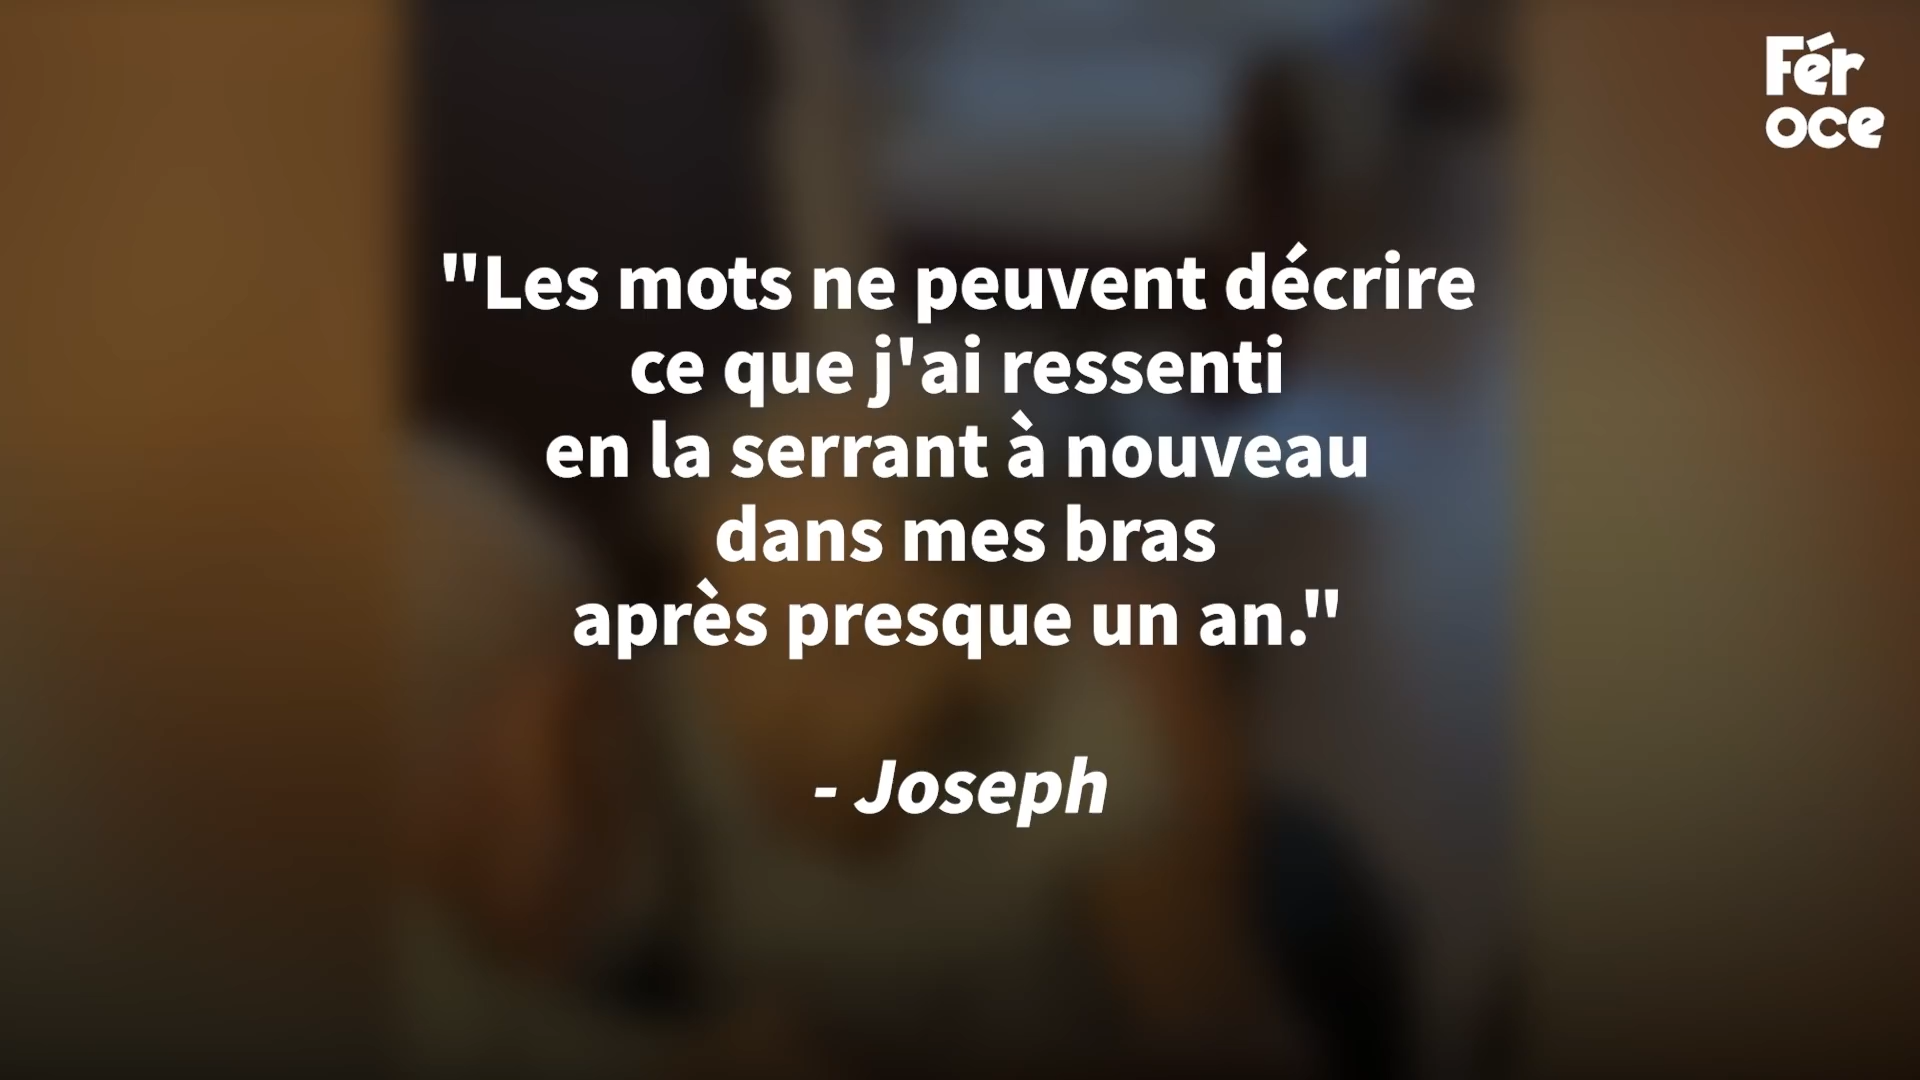 Fér
oce
"Les mots ne peuvent décrire
ce que j'ai ressenti
en la serrant à nouveau
dans mes bras
après presque un an."
- Joseph